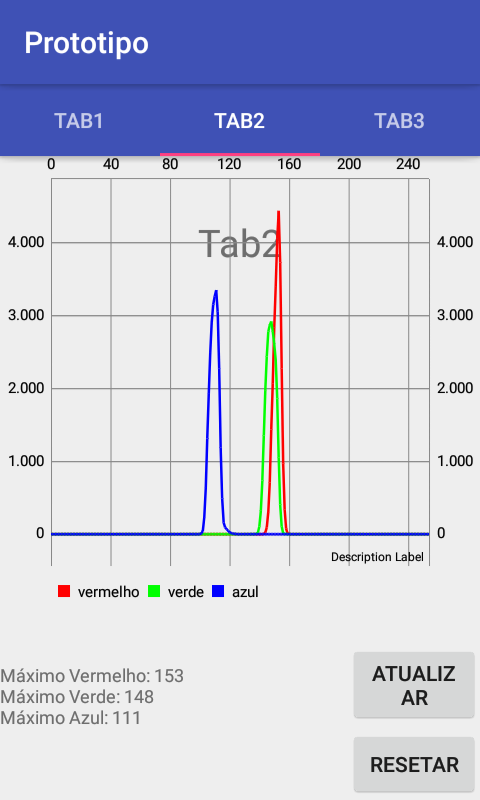 Prototipo
TAB1 TAB2 TAB3
0 40 80 120 160 200 240
Tab2
4.000 4.000
3.000 3.000
2.000 2.000
1.000 1.000
0 0
Description Label
vermelho verde azul
Máximo Vermelho: 153
Máximo Verde: 148
Máximo Azul: 111
ATUALIZ
AR
RESETAR